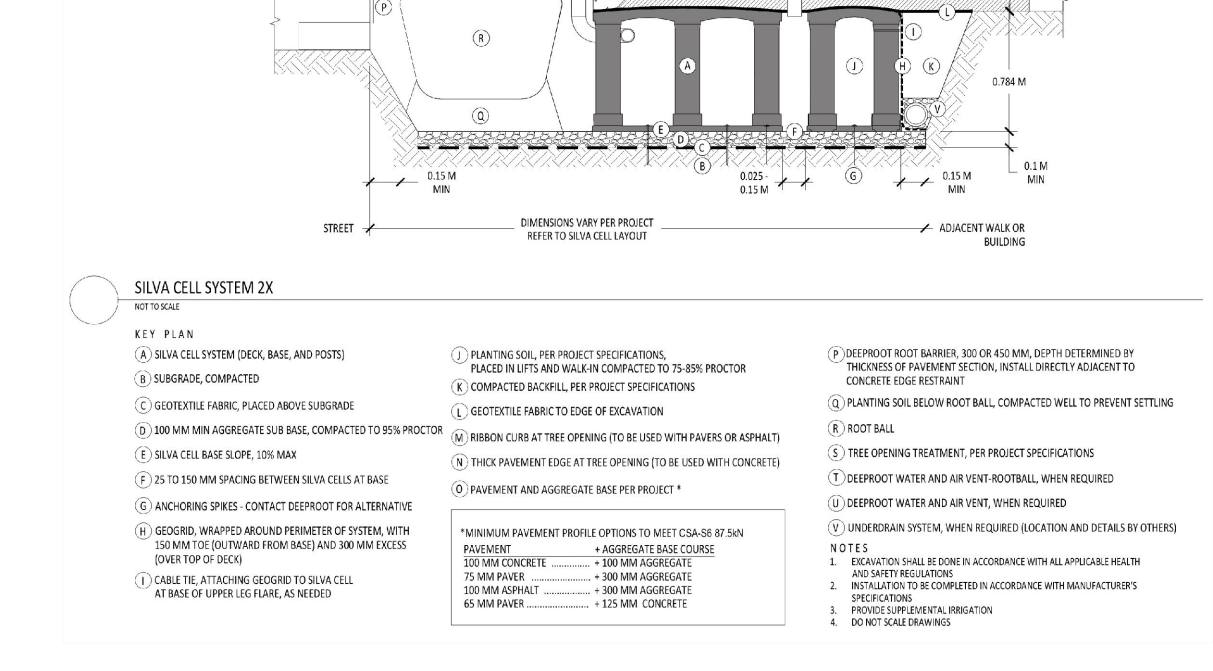 P
L
I
R
A
J
H
K
0.784 M
V
Q
E
F
D
C
B
G
0.15 M
MIN
0.025 -
0.15 M
0.15 M
MIN
0.1 M
MIN
STREET
DIMENSIONS VARY PER PROJECT
REFER TO SILVA CELL LAYOUT
ADJACENT WALK OR
BUILDING
SILVA CELL SYSTEM 2X
NOT TO SCALE
KEY PLAN
A SILVA CELL SYSTEM (DECK, BASE, AND POSTS)
B SUBGRADE, COMPACTED
C GEOTEXTILE FABRIC, PLACED ABOVE SUBGRADE
D 100 MM MIN AGGREGATE SUB BASE, COMPACTED TO 95% PROCTOR
E SILVA CELL BASE SLOPE, 10% MAX
F 25 TO 150 MM SPACING BETWEEN SILVA CELLS AT BASE
G ANCHORING SPIKES - CONTACT DEEPROOT FOR ALTERNATIVE
H GEOGRID, WRAPPED AROUND PERIMETER OF SYSTEM, WITH
150 MM TOE (OUTWARD FROM BASE) AND 300 MM EXCESS
(OVER TOP OF DECK)
I CABLE TIE, ATTACHING GEOGRID TO SILVA CELL
AT BASE OF UPPER LEG FLARE, AS NEEDED
J PLANTING SOIL, PER PROJECT SPECIFICATIONS,
PLACED IN LIFTS AND WALK-IN COMPACTED TO 75-85% PROCTOR
K COMPACTED BACKFILL, PER PROJECT SPECIFICATIONS
L GEOTEXTILE FABRIC TO EDGE OF EXCAVATION
M RIBBON CURB AT TREE OPENING (TO BE USED WITH PAVERS OR ASPHALT)
N THICK PAVEMENT EDGE AT TREE OPENING (TO BE USED WITH CONCRETE)
O PAVEMENT AND AGGREGATE BASE PER PROJECT *
*MINIMUM PAVEMENT PROFILE OPTIONS TO MEET CSA-S6 87.5kN
PAVEMENT + AGGREGATE BASE COURSE
100 MM CONCRETE ............... + 100 MM AGGREGATE
75 MM PAVER ....................... + 300 MM AGGREGATE
100 MM ASPHALT .................. + 300 MM AGGREGATE
65 MM PAVER ........................ + 125 MM CONCRETE
P DEEPROOT ROOT BARRIER, 300 OR 450 MM, DEPTH DETERMINED BY
THICKNESS OF PAVEMENT SECTION, INSTALL DIRECTLY ADJACENT TO
CONCRETE EDGE RESTRAINT
Q PLANTING SOIL BELOW ROOT BALL, COMPACTED WELL TO PREVENT SETTLING
R ROOT BALL
S TREE OPENING TREATMENT, PER PROJECT SPECIFICATIONS
T DEEPROOT WATER AND AIR VENT-ROOTBALL, WHEN REQUIRED
U DEEPROOT WATER AND AIR VENT, WHEN REQUIRED
V UNDERDRAIN SYSTEM, WHEN REQUIRED (LOCATION AND DETAILS BY OTHERS)
NOTES
1. EXCAVATION SHALL BE DONE IN ACCORDANCE WITH ALL APPLICABLE HEALTH
AND SAFETY REGULATIONS
2. INSTALLATION TO BE COMPLETED IN ACCORDANCE WITH MANUFACTURER'S
SPECIFICATIONS
3. PROVIDE SUPPLEMENTAL IRRIGATION
4. DO NOT SCALE DRAWINGS